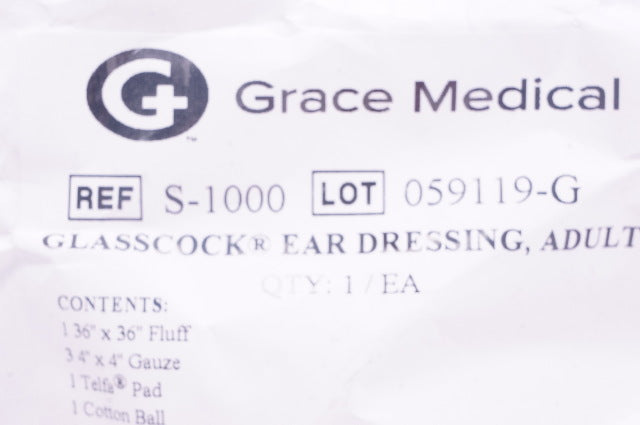 G+ Grace Medical
™
REF S-1000 LOT 059119-G
GLASSCOCK® EAR DRESSING, ADULT
QTY: 1 / EA
CONTENTS:
1 36" x 36" Fluff
3 4" x 4" Gauze
1 Telfa® Pad
1 Cotton Ball